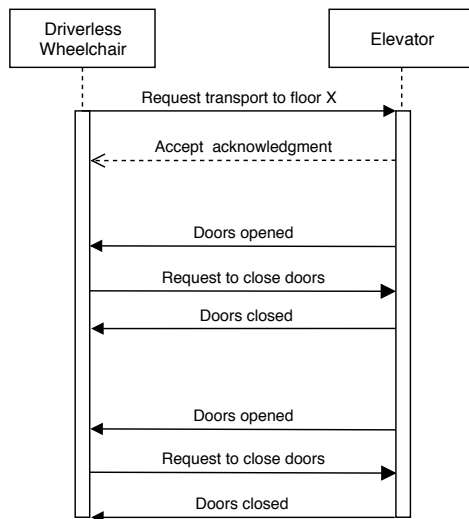 Driverless
Wheelchair
Elevator
Request transport to floor X
Accept acknowledgment
Doors opened
Request to close doors
Doors closed
Doors opened
Request to close doors
Doors closed